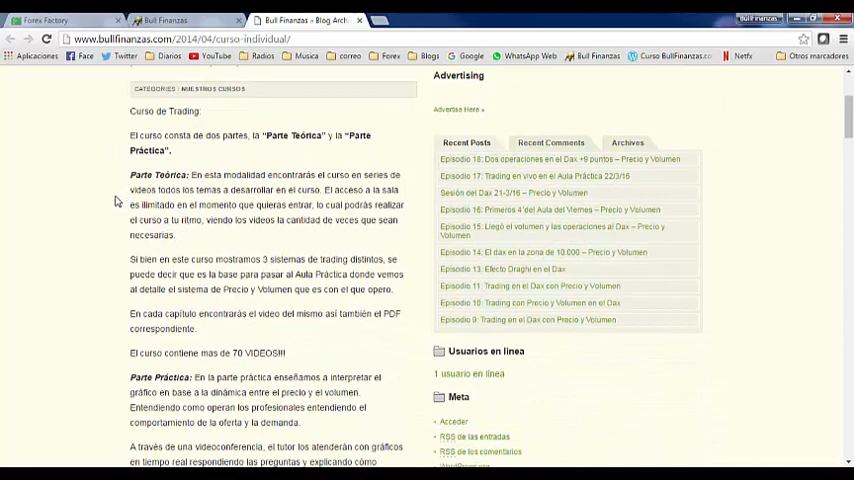 Forex Factory
Bull Finanzas
Bull Finanzas » Blog Arch
BullFinanzas
www.bullfinanzas.com/2014/04/curso-individual/
Aplicaciones Face Twitter Diarios YouTube Radios Musica correo Forex Blogs Google WhatsApp Web Bull Finanzas Curso BullFinanzas.co Netfx Otros marcadores
CATEGORIES : NUESTROS CURSOS
Curso de Trading:
El curso consta de dos partes, la “Parte Teórica” y la “Parte
Práctica”.
Parte Teórica: En esta modalidad encontrarás el curso en series de
videos todos los temas a desarrollar en el curso. El acceso a la sala
es ilimitado en el momento que quieras entrar, lo cual podrás realizar
el curso a tu ritmo, viendo los videos la cantidad de veces que sean
necesarias.
Si bien en este curso mostramos 3 sistemas de trading distintos, se
puede decir que es la base para pasar al Aula Práctica donde vemos
al detalle el sistema de Precio y Volumen que es con el que opero.
En cada capítulo encontrarás el video del mismo así también el PDF
correspondiente.
El curso contiene mas de 70 VIDEOS!!!
Parte Práctica: En la parte práctica enseñamos a interpretar el
gráfico en base a la dinámica entre el precio y el volumen.
Entendiendo como operan los profesionales entendiendo el
comportamiento de la oferta y la demanda.
A través de una videoconferencia, el tutor los atenderán con gráficos
en tiempo real respondiendo las preguntas y explicando cómo
Advertising
Advertise Here »
Recent Posts Recent Comments Archives
Episodio 18: Dos operaciones en el Dax +9 puntos – Precio y Volumen
Episodio 17: Trading en vivo en el Aula Práctica 22/3/16
Sesión del Dax 21-3/16 – Precio y Volumen
Episodio 16: Primeros 4′ del Aula del Viernes – Precio y Volumen
Episodio 15: Llegó el volumen y las operaciones al Dax – Precio y
Volumen
Episodio 14: El dax en la zona de 10.000 – Precio y Volumen
Episodio 13: Efecto Draghi en el Dax
Episodio 11: Trading en el Dax con Precio y Volumen
Episodio 10: Trading con Precio y Volumen en el Dax
Episodio 9: Trading en el Dax con Precio y Volumen
Usuarios en linea
1 usuario en línea
Meta
Acceder
RSS de las entradas
RSS de los comentarios